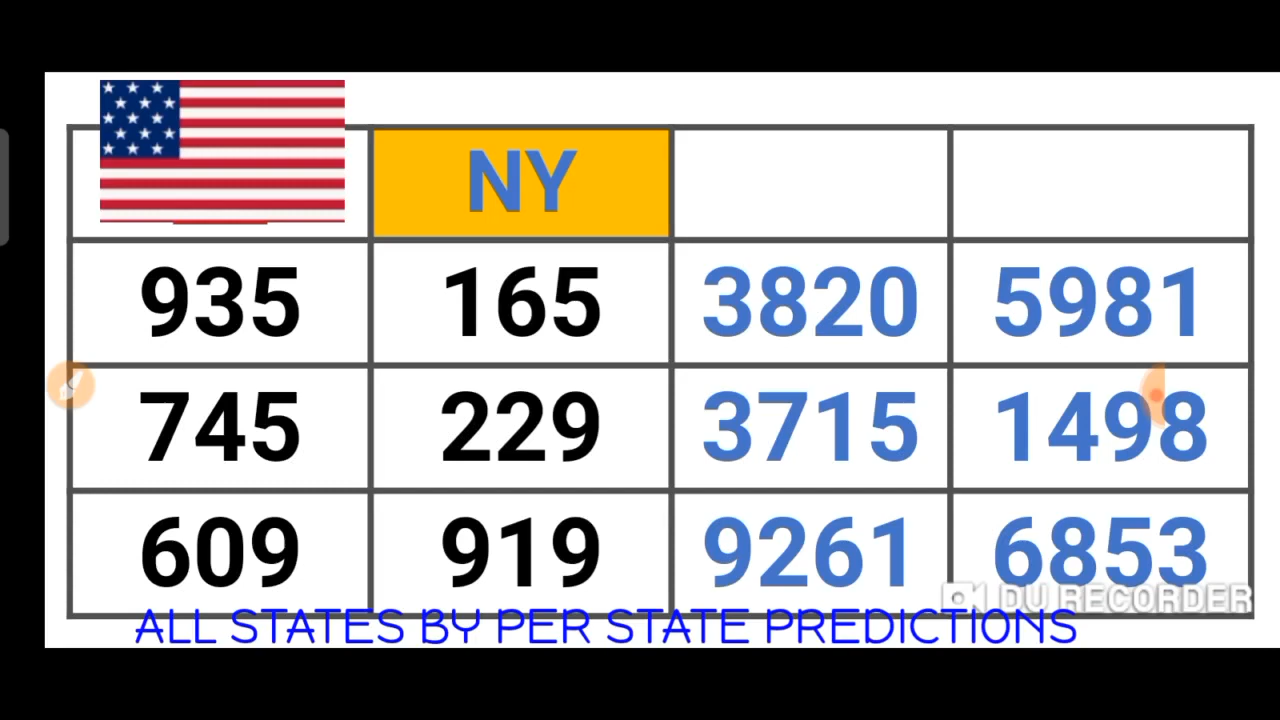 NY
935 165 3820 5981
745 229 3715 1498
609 919 9261 6853
DU RECORDER
ALL STATES BY PER STATE PREDICTIONS